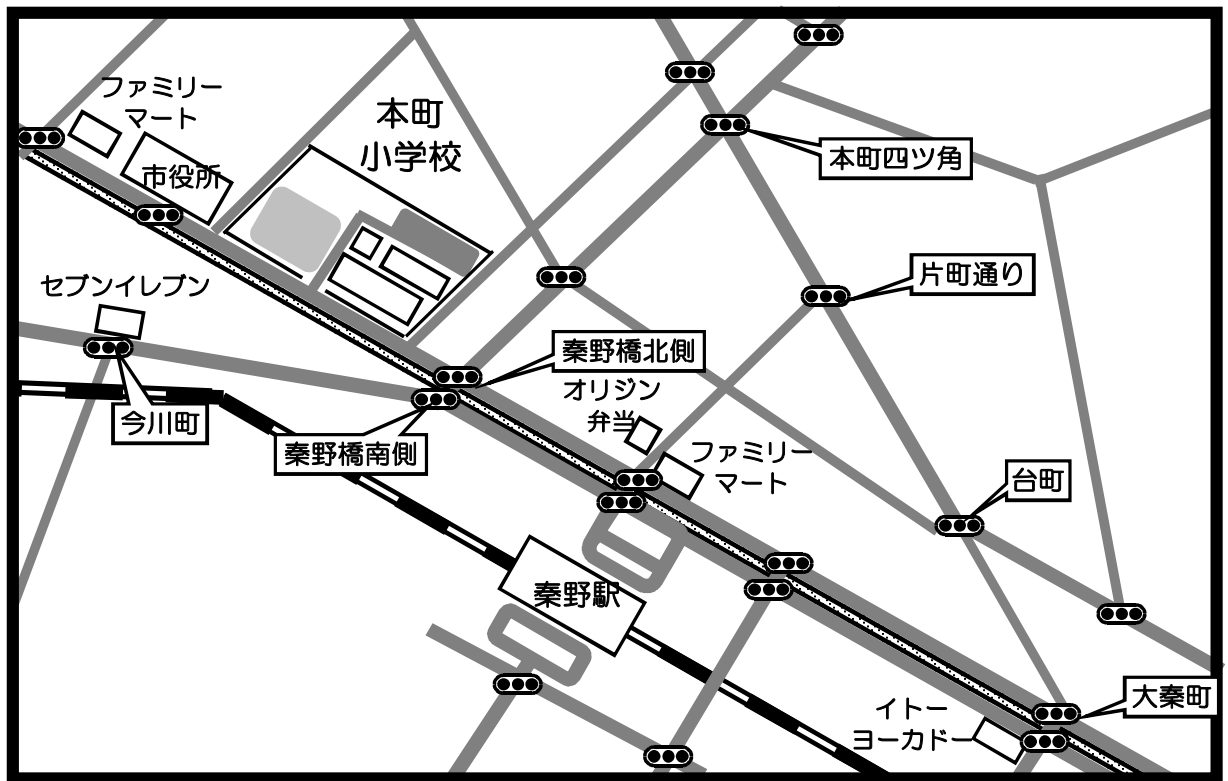 ファミリー
マート
本町
小学校
本町四ツ角
市役所
片町通り
セブンイレブン
秦野橋北側
オリジン
弁当
今川町
秦野橋南側
ファミリー
マート
台町
秦野駅
大秦町
イトー
ヨーカドー